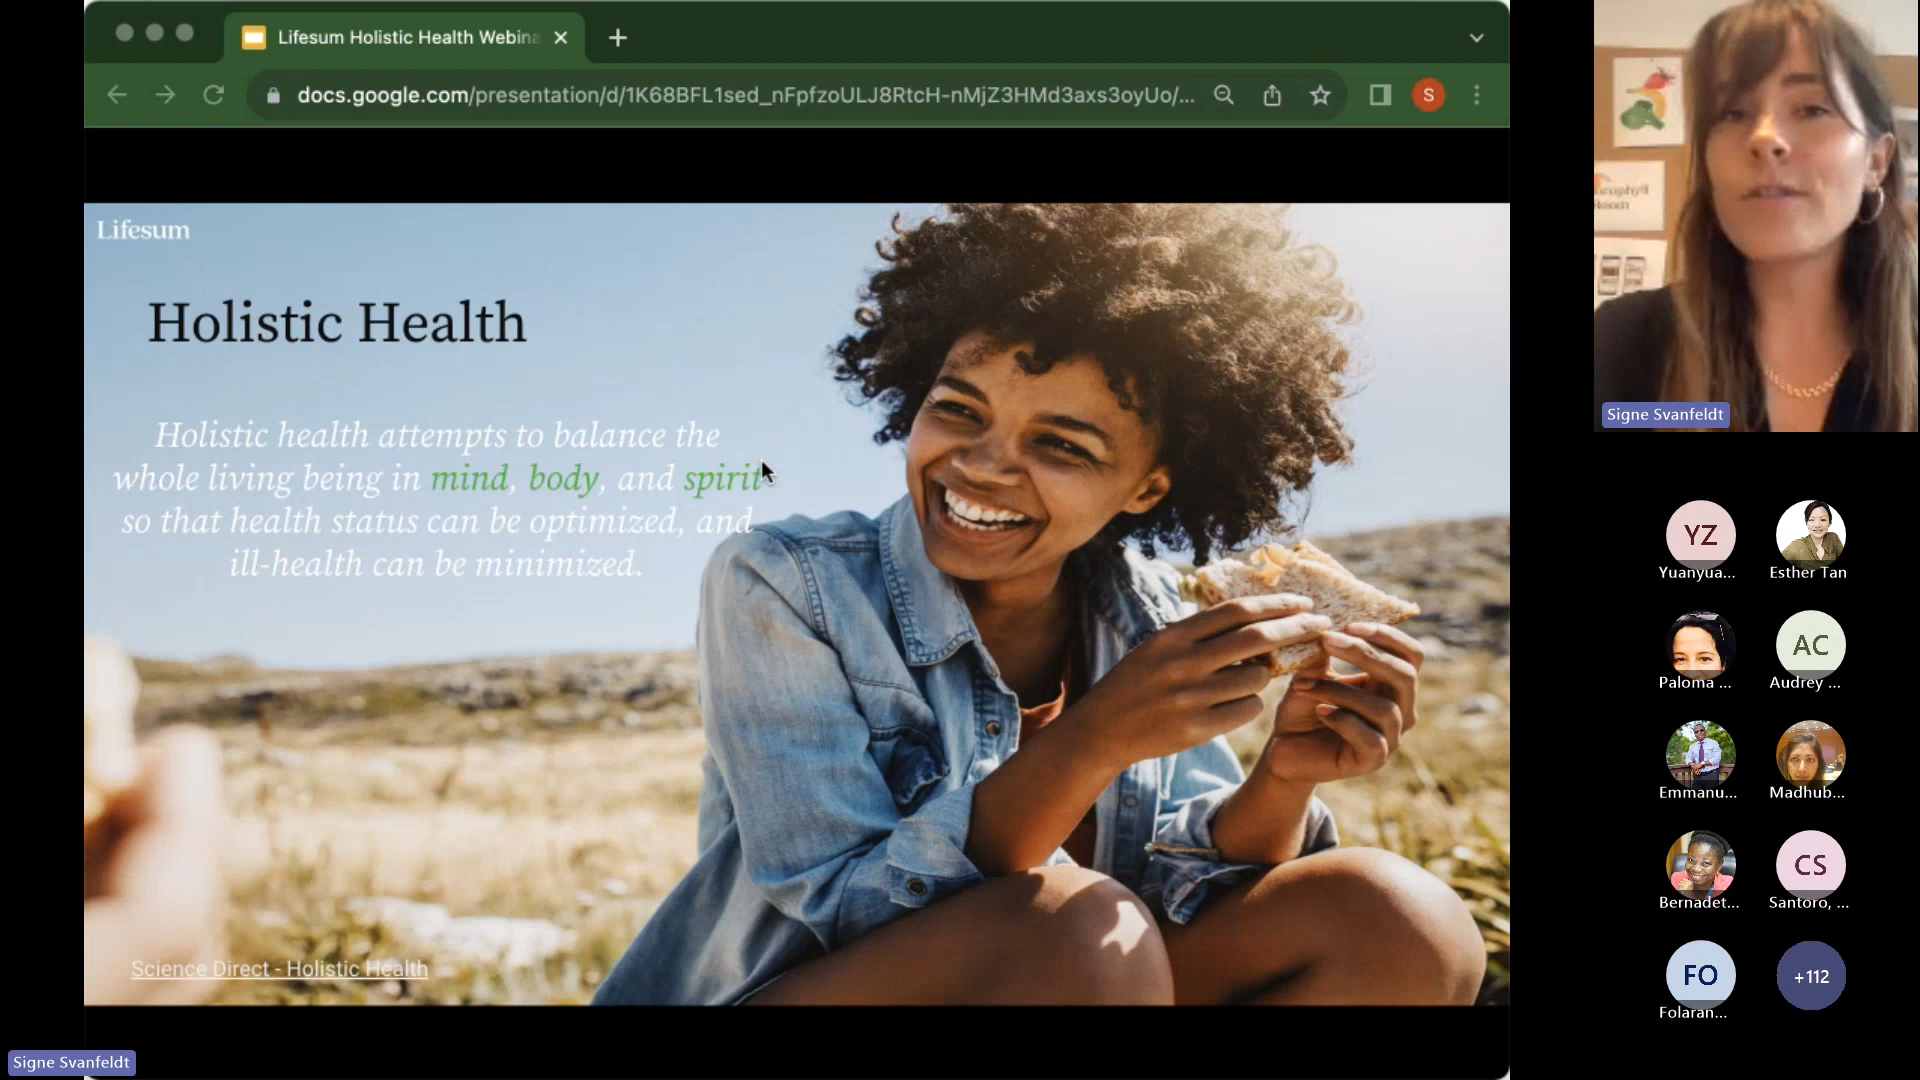 Lifesum Holistic Health Webina
docs.google.com/presentation/d/1K68BFL1sed_nFpfzoULJ8RtcH-nMjZ3HMd3axs3oyUo/...
S
Lifesum
Holistic Health
Holistic health attempts to balance the
whole living being in mind, body, and spirit
so that health status can be optimized, and
ill-health can be minimized.
Science Direct - Holistic Health
Signe Svanfeldt
Room
Signe Svanfeldt
YZ
Yuanyua...
Esther Tan
Paloma ...
AC
Audrey ...
Emmanu...
Madhub...
Bernadet...
CS
Santoro, ...
FO
Folaran...
+112